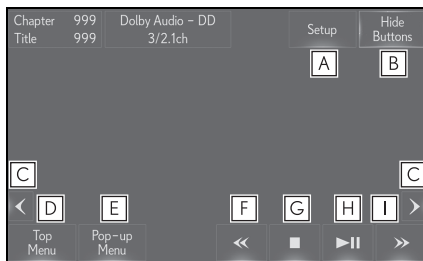 Chapter 999
Title 999
Dolby Audio – DD
3/2.1ch
Setup
Hide
Buttons
A
B
C
C
D
E
F
G
H
I
Top
Menu
Pop-up
Menu